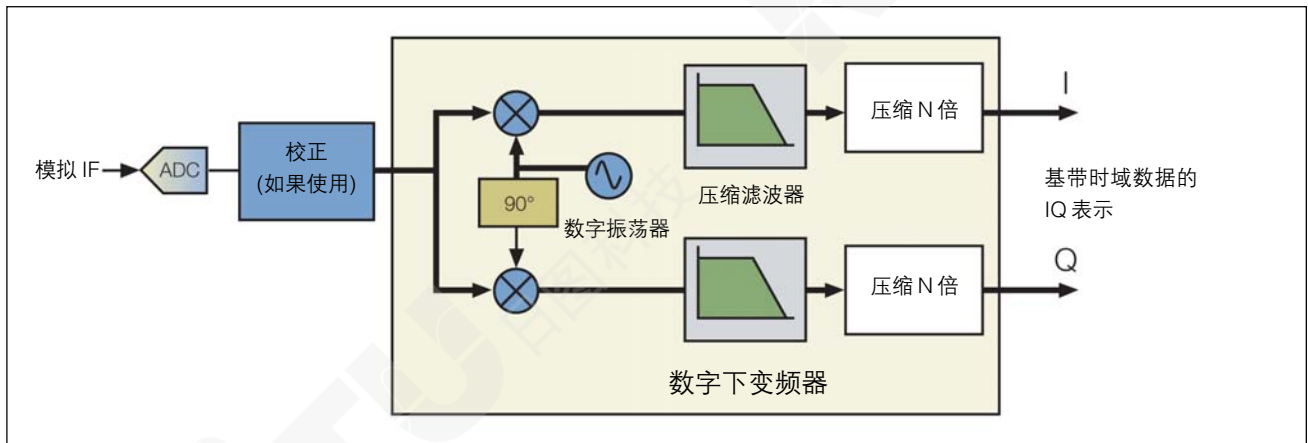 模拟 IF
ADC
校正
(如果使用)
90°
数字振荡器
压缩滤波器
压缩 N 倍
I
基带时域数据的
IQ 表示
压缩 N 倍
Q
数字下变频器